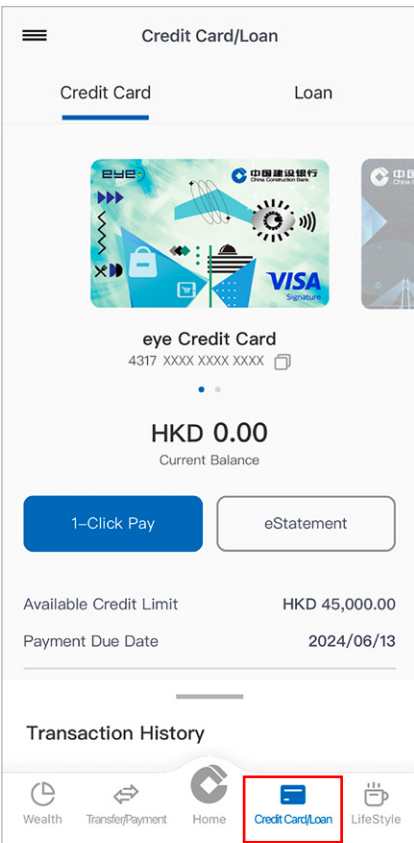 Credit Card/Loan
Credit Card
Loan
eye
中国建设银行
China Construction Bank
VISA
Signature
eye Credit Card
4317 XXXX XXXX XXXX
HKD 0.00
Current Balance
1-Click Pay
eStatement
Available Credit Limit
HKD 45,000.00
Payment Due Date
2024/06/13
Transaction History
Wealth
Transfer/Payment
Home
Credit Card/Loan
LifeStyle